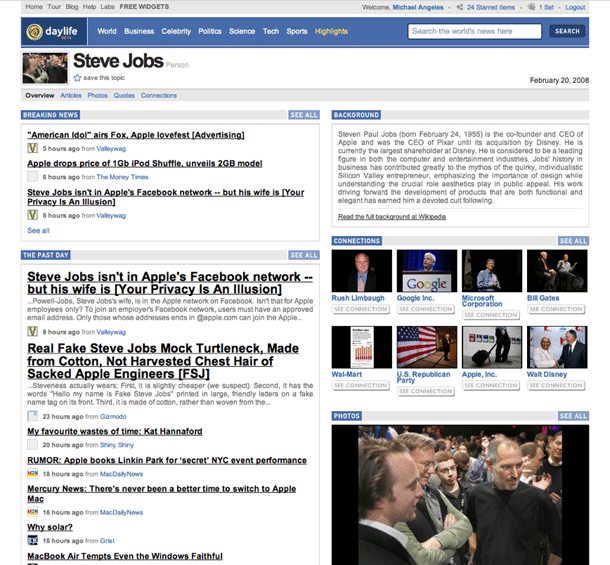 Home Tour Blog Help Labs FREE WIDGETS
Welcome, Michael Angeles - 24 Starred Items - 1 Set - Logout
daylife
BETA
World Business Celebrity Politics Science Tech Sports Highlights
Search the world's news here
SEARCH
Steve Jobs Person
save this topic
February 20, 2008
Overview Articles Photos Quotes Connections
BREAKING NEWS SEE ALL
"American Idol" airs Fox, Apple lovefest [Advertising]
5 hours ago from Valleywag
Apple drops price of 1Gb iPod Shuffle, unveils 2GB model
6 hours ago from The Money Times
Steve Jobs isn't in Apple's Facebook network -- but his wife is [Your
Privacy Is An Illusion]
8 hours ago from Valleywag
See all
THE PAST DAY SEE ALL
Steve Jobs isn't in Apple's Facebook network --
but his wife is [Your Privacy Is An Illusion]
...Powell-Jobs, Steve Jobs's wife, is in the Apple network on Facebook. Isn't that for Apple
employees only? To join an employer's Facebook network, users must have an approved
email address. Only those whose addresses ends in @apple.com can join the Apple...
8 hours ago from Valleywag
Real Fake Steve Jobs Mock Turtleneck, Made
from Cotton, Not Harvested Chest Hair of
Sacked Apple Engineers [FSJ]
...Steveness actually wears: First, it is slightly cheaper (we suspect). Second, it has the
words "Hello my name is Fake Steve Jobs" printed in large, friendly letters on a fake
name tag on its front. Third, it is made of cotton, rather than woven from the...
23 hours ago from Gizmodo
My favourite wastes of time: Kat Hannaford
20 hours ago from Shiny Shiny
RUMOR: Apple books Linkin Park for 'secret' NYC event performance
MDN 18 hours ago from MacDailyNews
Mercury News: There's never been a better time to switch to Apple
Mac
MDN 16 hours ago from MacDailyNews
Why solar?
16 hours ago from Grist
MacBook Air Tempts Even the Windows Faithful
BACKGROUND
Steven Paul Jobs (born February 24, 1955) is the co-founder and CEO of
Apple and was the CEO of Pixar until its acquisition by Disney. He is
currently the largest shareholder at Disney. He is considered to be a leading
figure in both the computer and entertainment industries. Jobs' history in
business has contributed greatly to the mythos of the quirky, individualistic
Silicon Valley entrepreneur, emphasizing the importance of design while
understanding the crucial role aesthetics play in public appeal. His work
driving forward the development of products that are both functional and
elegant has earned him a devoted cult following.
Read the full background at Wikipedia
CONNECTIONS SEE ALL
Google
Rush Limbaugh Google Inc. Microsoft Corporation Bill Gates
SEE CONNECTION SEE CONNECTION SEE CONNECTION SEE CONNECTION
Wal-Mart U.S. Republican Party Apple, Inc. Walt Disney
SEE CONNECTION SEE CONNECTION SEE CONNECTION SEE CONNECTION
PHOTOS SEE ALL